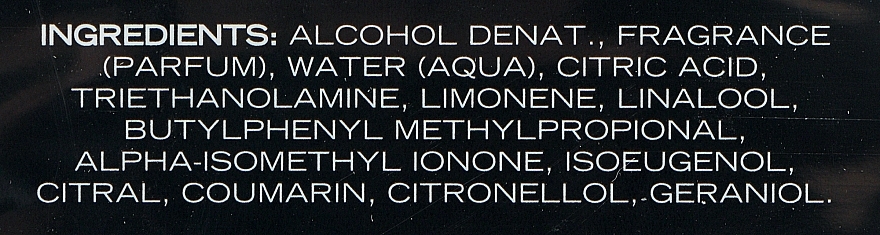 INGREDIENTS: ALCOHOL DENAT., FRAGRANCE
(PARFUM), WATER (AQUA), CITRIC ACID,
TRIETHANOLAMINE, LIMONENE, LINALOOL,
BUTYLPHENYL METHYLPROPIONAL,
ALPHA-ISOMETHYL IONONE, ISOEUGENOL,
CITRAL, COUMARIN, CITRONELLOL, GERANIOL.